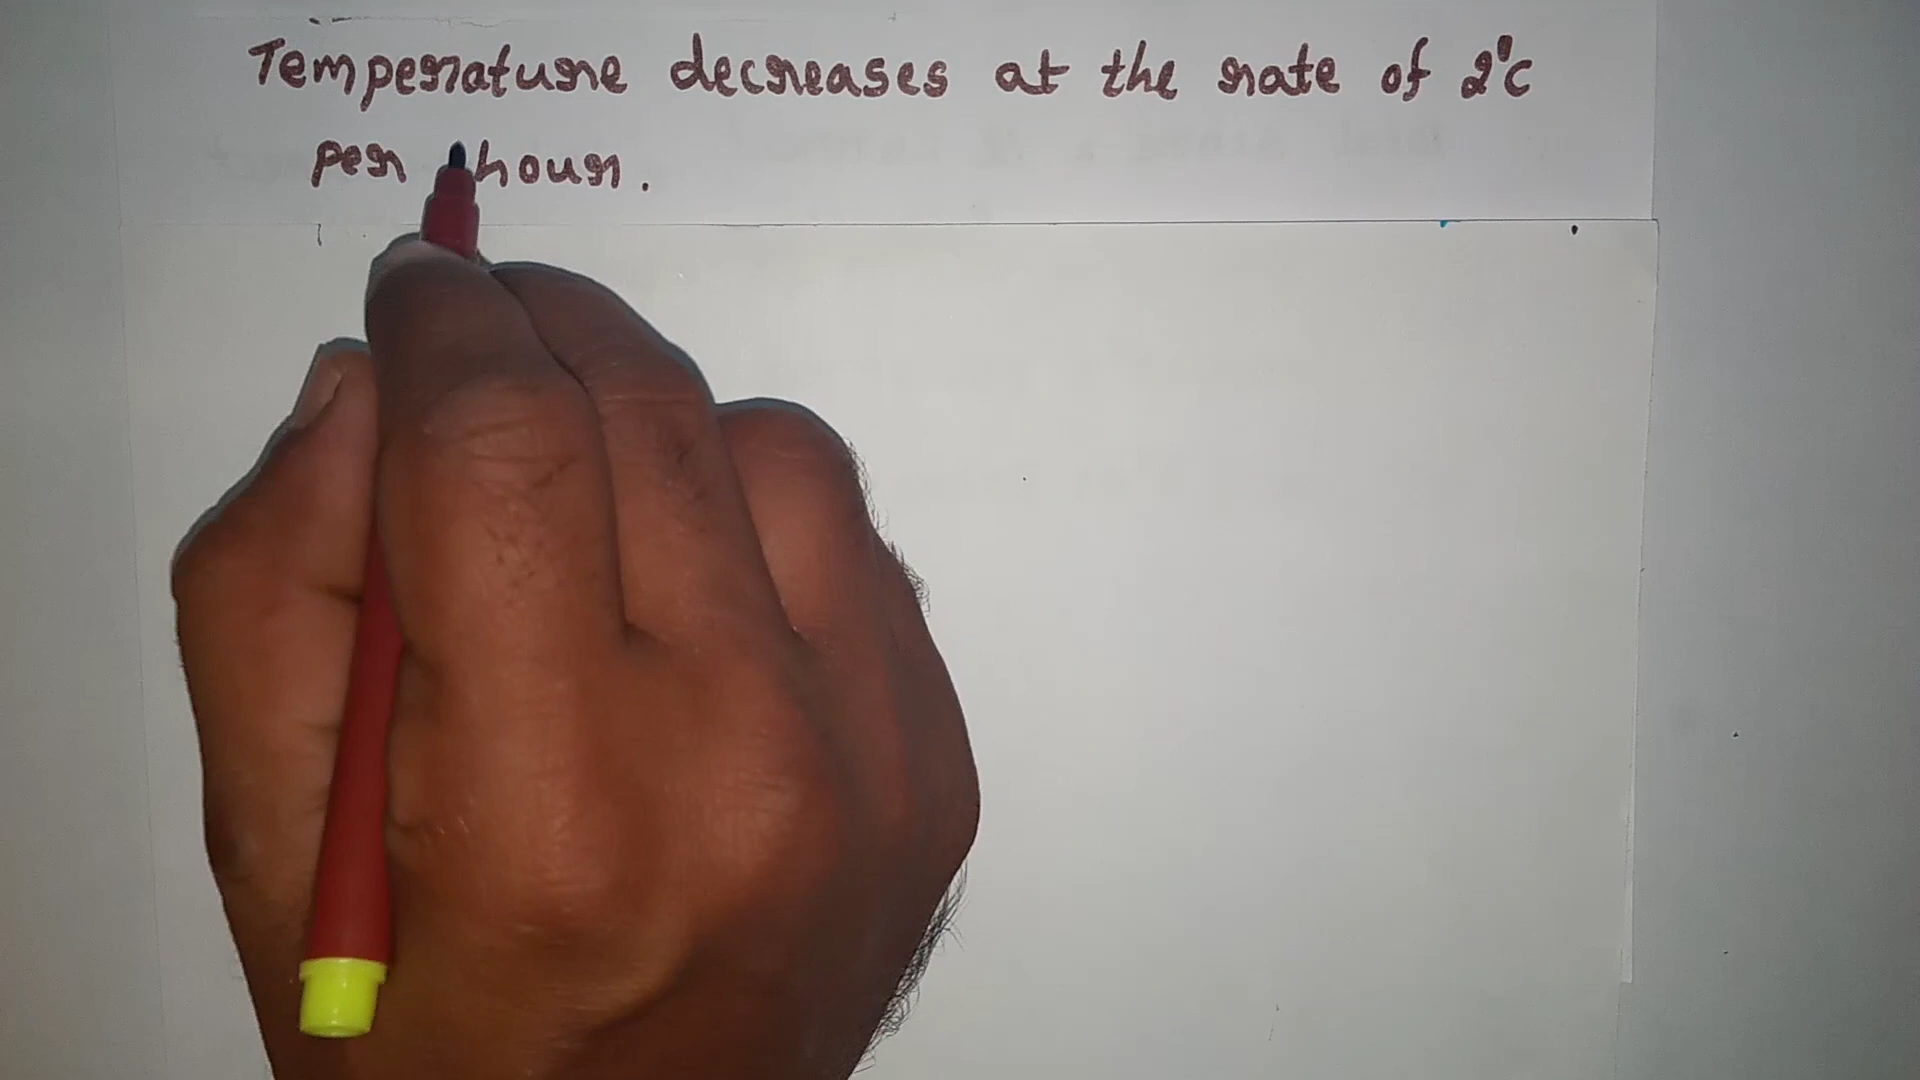 Temperature decreases at the rate of 2°c
per hour.